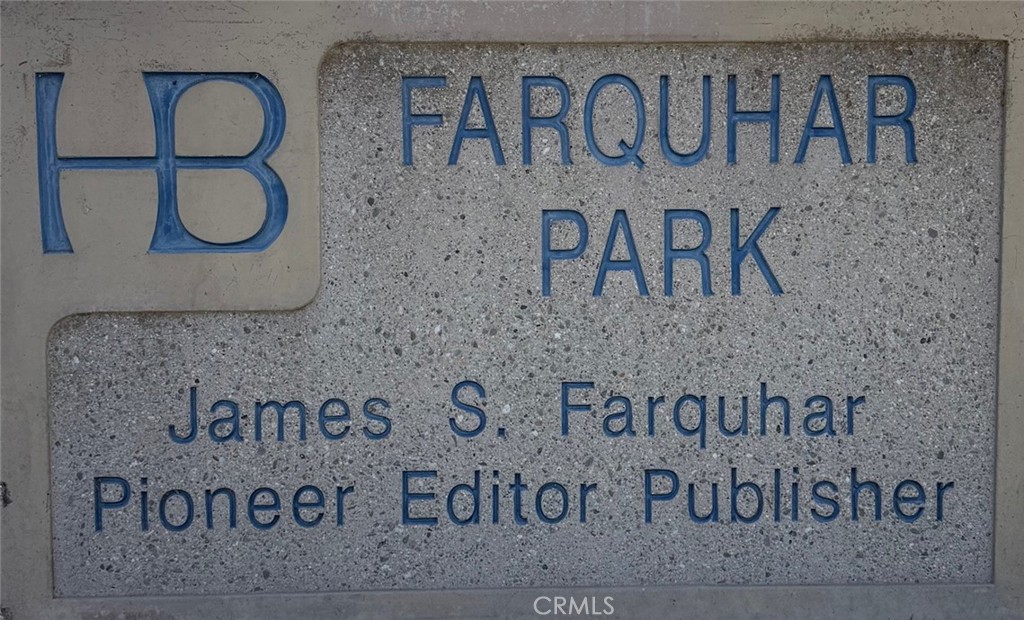 HB
FARQUHAR
PARK
James S. Farquhar
Pioneer Editor Publisher
CRMLS